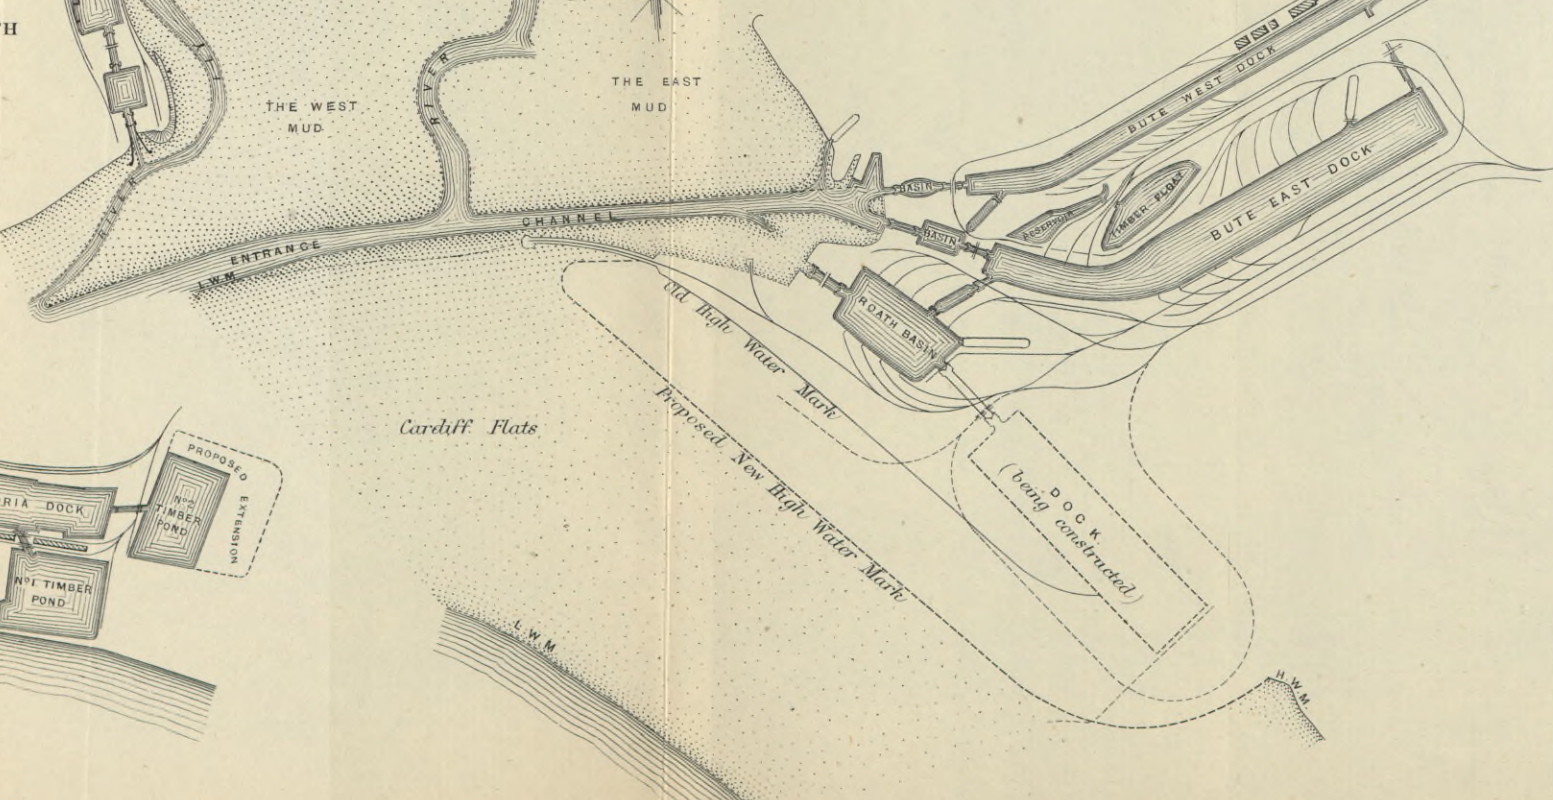 TH
THE WEST
MUD
RIVER
THE EAST
MUD
BUTE WEST DOCK
BASIN
RESERVOIR
TIMBER FLOAT
BUTE EAST DOCK
BASIN
RIVER
ENTRANCE CHANNEL
L.W.M
ROATH BASIN
Old High Water Mark
Cardiff Flats
Proposed New High Water Mark
DOCK
(being constructed)
PROPOSED EXTENSION
RIA DOCK
No 2
TIMBER
POND
No 1. TIMBER
POND
L.W.M
H.W.M.